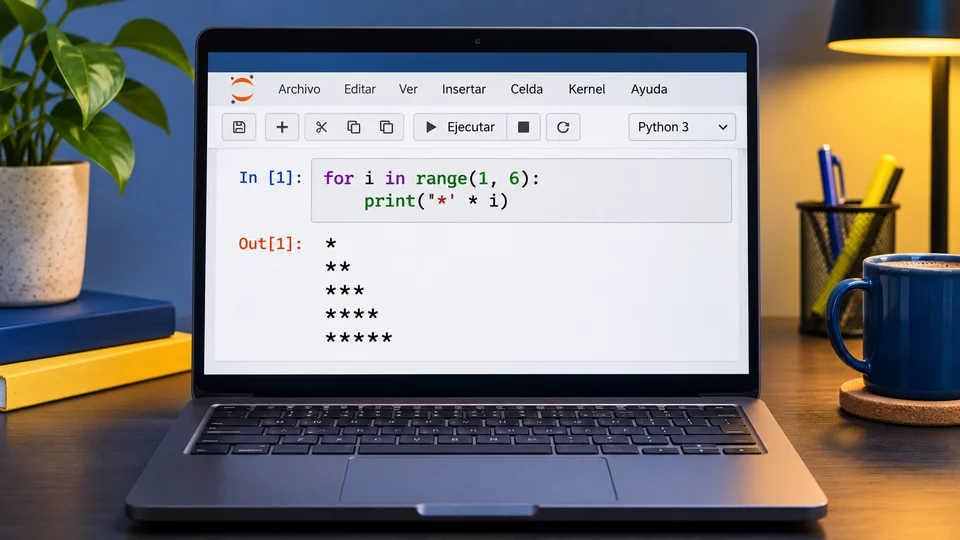 Archivo Editar Ver Insertar Celda Kernel Ayuda
Ejecutar Python 3
In [1]: for i in range(1, 6):
    print("*' * i)
Out[1]: *
**
***
****
*****